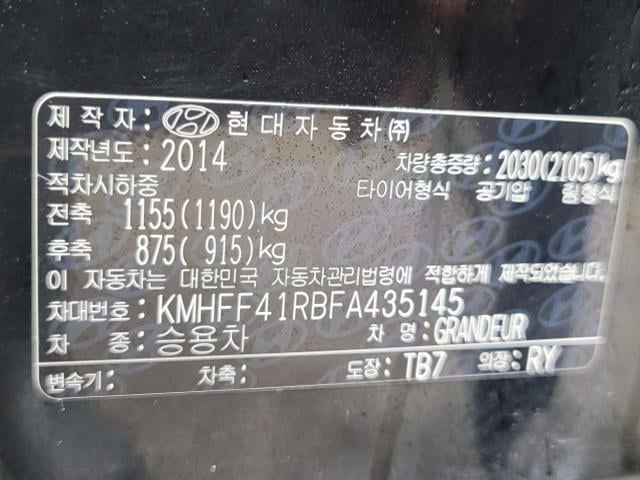 제 작 자 : 현대자동차㈜
제작년도 : 2014 차량총중량 : 2030(2105)kg
적차시하중 타이어형식 공기압 림형식
전축 1155(1190)kg
후축 875( 915)kg
이 자동차는 대한민국 자동차관리법령에 적합하게 제작되었습니다
차대번호 : KMHFF41RBFA435145
차 종 : 승용차 차 명 : GRANDEUR
변속기 : 차축 : 도장 : TB7 의장 : RY